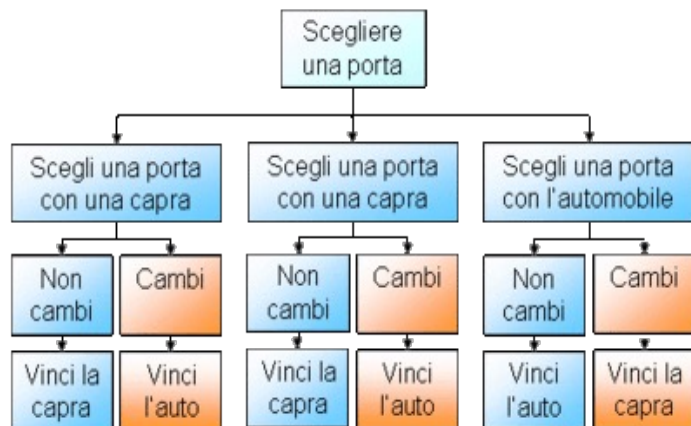 Scegliere
una porta
Scegli una porta
con una capra
Scegli una porta
con una capra
Scegli una porta
con l'automobile
Non
cambi
Cambi
Non
cambi
Cambi
Non
cambi
Cambi
Vinci la
capra
Vinci
l'auto
Vinci la
capra
Vinci
l'auto
Vinci
l'auto
Vinci la
capra